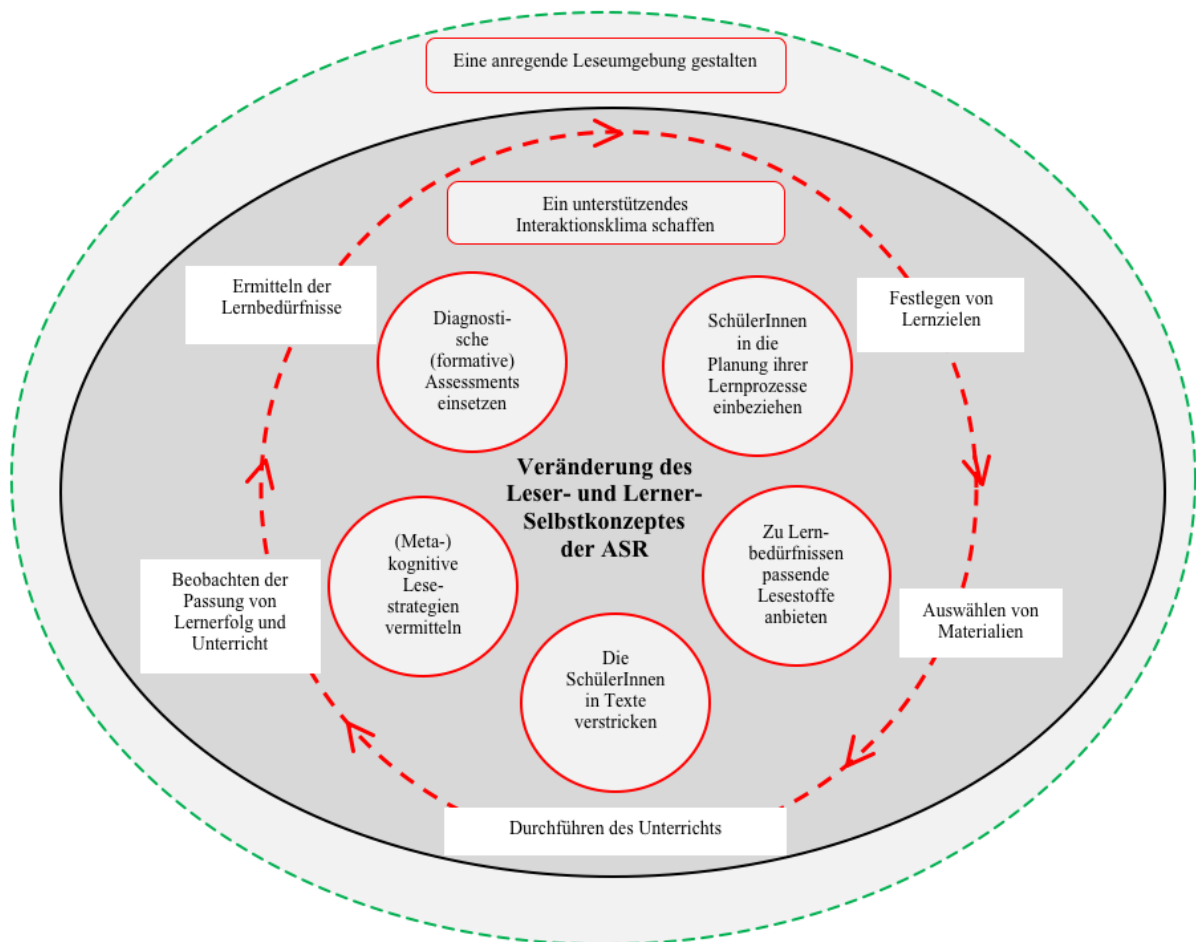 Eine anregende Leseumgebung gestalten
Ein unterstützendes
Interaktionsklima schaffen
Ermitteln der
Lernbedürfnisse
Festlegen von
Lernzielen
Diagnosti-
sche
(formative)
Assessments
einsetzen
SchülerInnen
in die
Planung ihrer
Lernprozesse
einbeziehen
Veränderung des
Leser- und Lerner-
Selbstkonzeptes
der ASR
(Meta-)
kognitive
Lese-
strategien
vermitteln
Zu Lern-
bedürfnissen
passende
Lesestoffe
anbieten
Beobachten der
Passung von
Lernerfolg und
Unterricht
Auswählen von
Materialien
Die
SchülerInnen
in Texte
verstricken
Durchführen des Unterrichts